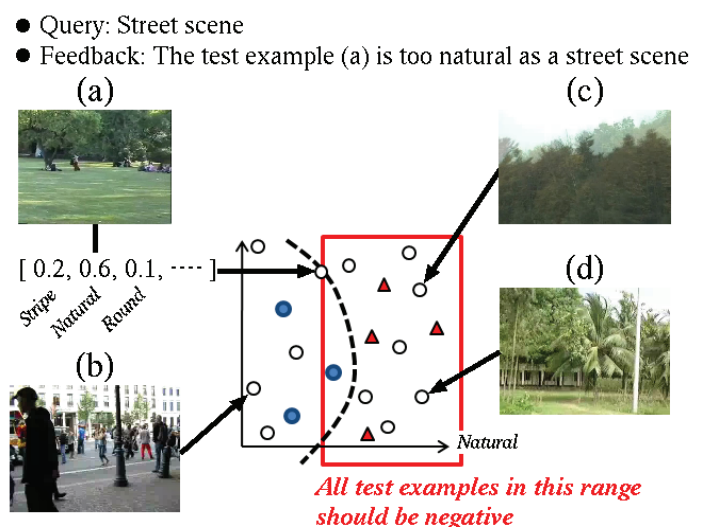 ● Query: Street scene
● Feedback: The test example (a) is too natural as a street scene
(a)
(c)
[ 0.2, 0.6, 0.1, ····· ]
Stripe
Natural
Round
(d)
(b)
Natural
All test examples in this range
should be negative